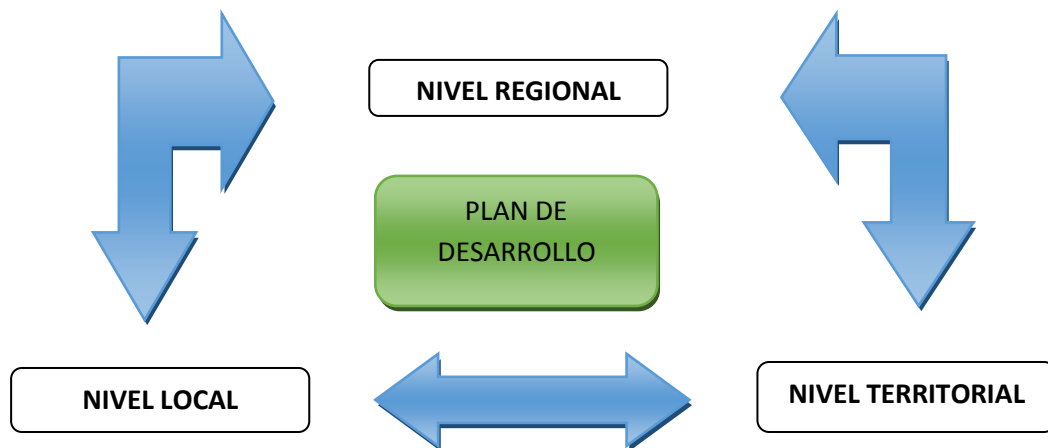 NIVEL REGIONAL
PLAN DE
DESARROLLO
NIVEL LOCAL
NIVEL TERRITORIAL